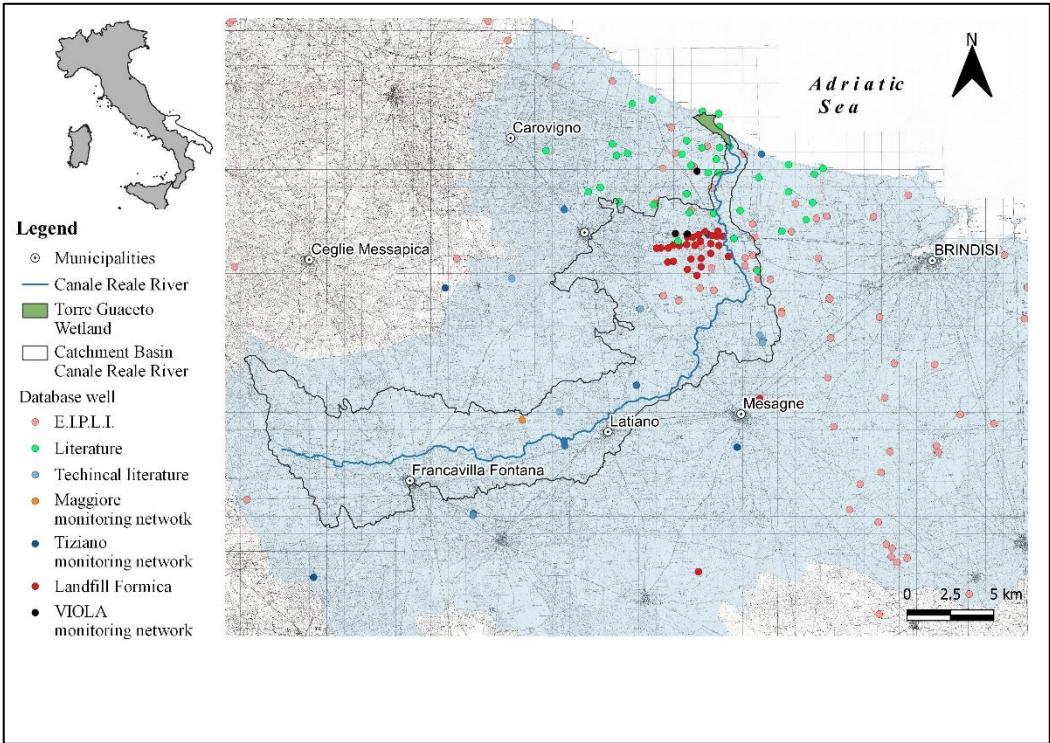 N
Adriatic
Sea
Carovigno
Ceglie Messapica
BRINDISI
Mesagne
Latiano
Francavilla Fontana
0 2,5 5 km
Legend
Municipalities
Canale Reale River
Torre Guaceto
Wetland
Catchment Basin
Canale Reale River
Database well
E.I.P.L.I.
Literature
Techincal literature
Maggiore
monitoring netwotk
Tiziano
monitoring network
Landfill Formica
VIOLA
monitoring network